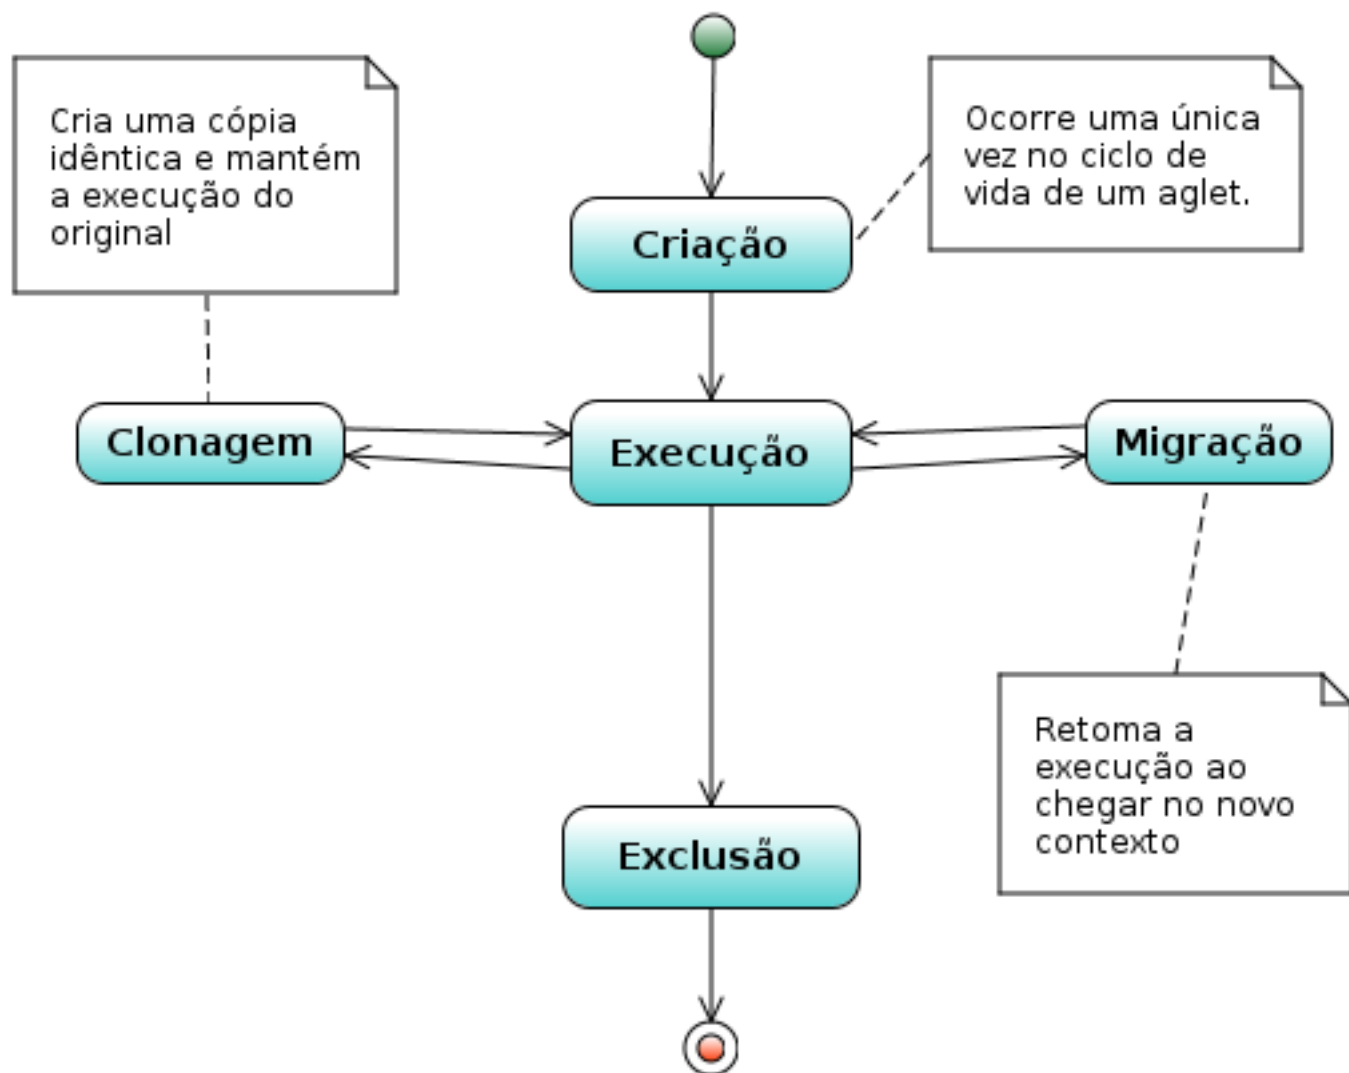 Cria uma cópia
idêntica e mantém
a execução do
original
Ocorre uma única
vez no ciclo de
vida de um aglet.
Criação
Clonagem
Execução
Migração
Retoma a
execução ao
chegar no novo
contexto
Exclusão